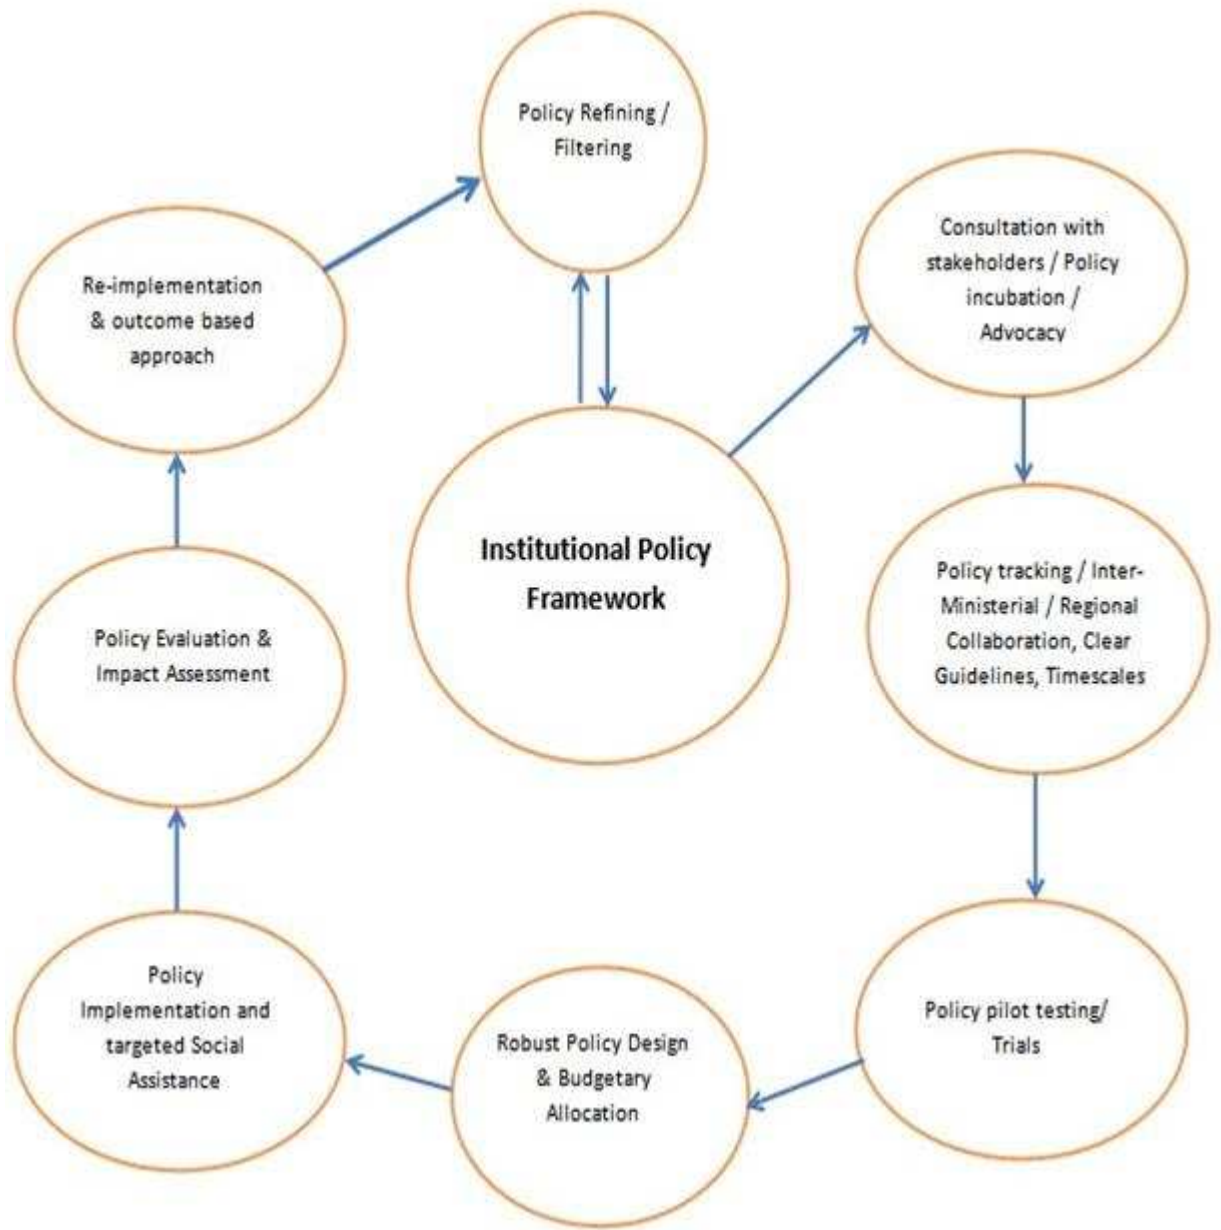 Policy Refining /
Filtering
Consultation with
stakeholders / Policy
incubation /
Advocacy
Re-implementation
& outcome based
approach
Institutional Policy
Framework
Policy tracking / Inter-
Ministerial / Regional
Collaboration, Clear
Guidelines, Timescales
Policy Evaluation &
Impact Assessment
Policy
Implementation and
targeted Social
Assistance
Robust Policy Design
& Budgetary
Allocation
Policy pilot testing/
Trials